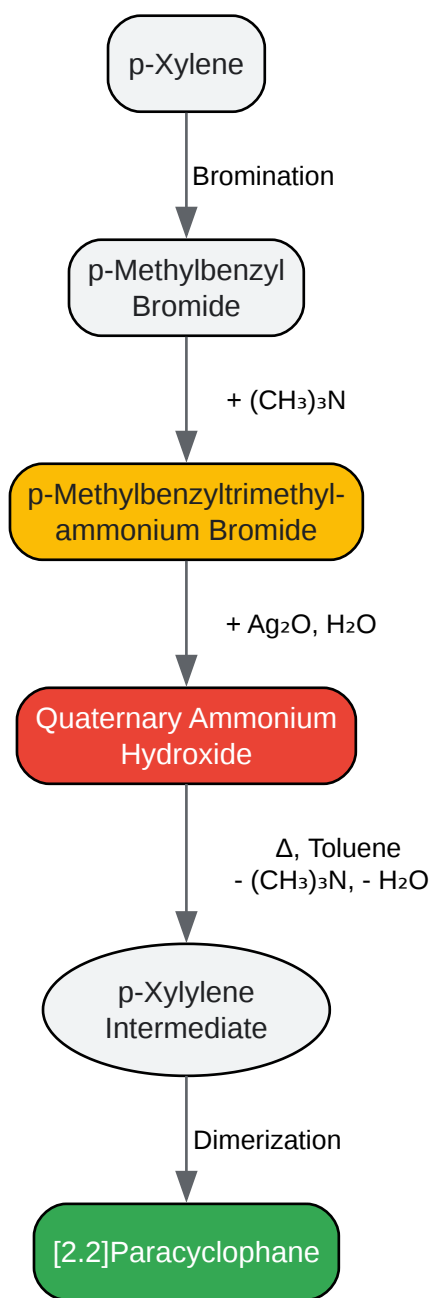 p-Xylene
Bromination
p-Methylbenzyl
Bromide
+ (CH₃)₃N
p-Methylbenzyltrimethyl-
ammonium Bromide
+ Ag₂O, H₂O
Quaternary Ammonium
Hydroxide
Δ, Toluene
- (CH₃)₃N, - H₂O
p-Xylylene
Intermediate
Dimerization
[2.2]Paracyclophane